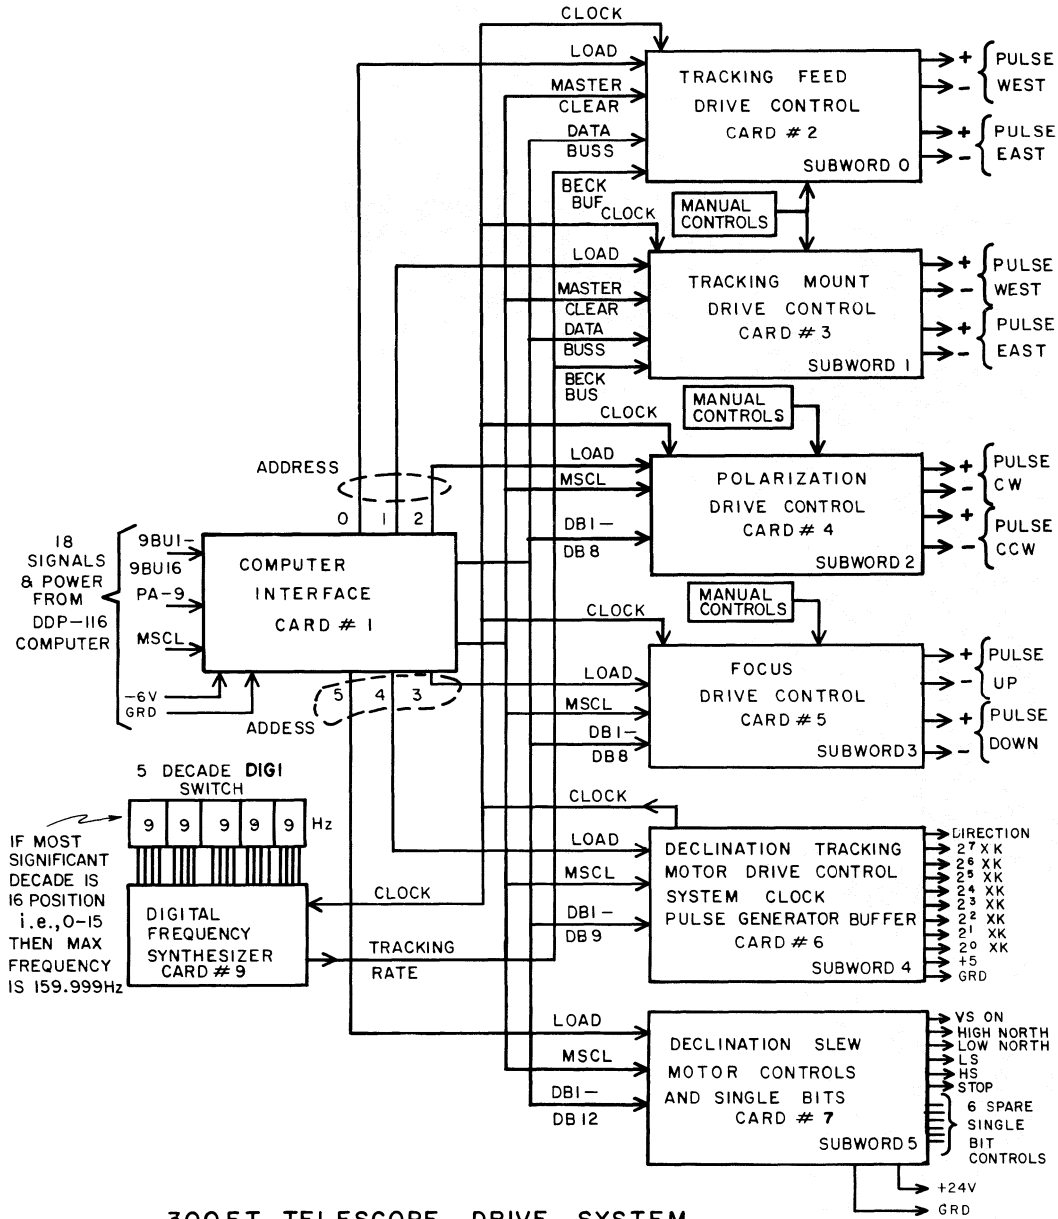 CLOCK
LOAD
MASTER
CLEAR
DATA
BUSS
BECK
BUF
TRACKING FEED
DRIVE CONTROL
CARD # 2
SUBWORD 0
+ PULSE
- WEST
+ PULSE
- EAST
MANUAL
CONTROLS
CLOCK
LOAD
MASTER
CLEAR
DATA
BUSS
BECK
BUS
TRACKING MOUNT
DRIVE CONTROL
CARD # 3
SUBWORD 1
+ PULSE
- WEST
+ PULSE
- EAST
MANUAL
CONTROLS
CLOCK
LOAD
MSCL
DB1-
DB8
POLARIZATION
DRIVE CONTROL
CARD # 4
SUBWORD 2
+ PULSE
- CW
+ PULSE
- CCW
ADDRESS
0 1 2
18
SIGNALS
& POWER
FROM
DDP-116
COMPUTER
9BU1-
9BU16
PA-9
MSCL
-6V
GRD
COMPUTER
INTERFACE
CARD # 1
5 4 3
ADDESS
MANUAL
CONTROLS
CLOCK
LOAD
MSCL
DB1-
DB8
FOCUS
DRIVE CONTROL
CARD # 5
SUBWORD 3
+ PULSE
- UP
+ PULSE
- DOWN
5 DECADE DIGI
SWITCH
9 9 9 9 9 Hz
IF MOST
SIGNIFICANT
DECADE IS
16 POSITION
i.e., 0-15
THEN MAX
FREQUENCY
IS 159.999Hz
DIGITAL
FREQUENCY
SYNTHESIZER
CARD # 9
CLOCK
TRACKING
RATE
CLOCK
LOAD
MSCL
DB1-
DB9
DECLINATION TRACKING
MOTOR DRIVE CONTROL
SYSTEM CLOCK
PULSE GENERATOR BUFFER
CARD # 6
SUBWORD 4
DIRECTION
2⁷ XK
2⁶ XK
2⁵ XK
2⁴ XK
2³ XK
2² XK
2¹ XK
2⁰ XK
+5
GRD
LOAD
MSCL
DB1-
DB12
DECLINATION SLEW
MOTOR CONTROLS
AND SINGLE BITS
CARD # 7
SUBWORD 5
VS ON
HIGH NORTH
LOW NORTH
LS
HS
STOP
6 SPARE
SINGLE
BIT
CONTROLS
+24V
GRD
300FT TELESCOPE DRIVE SYSTEM